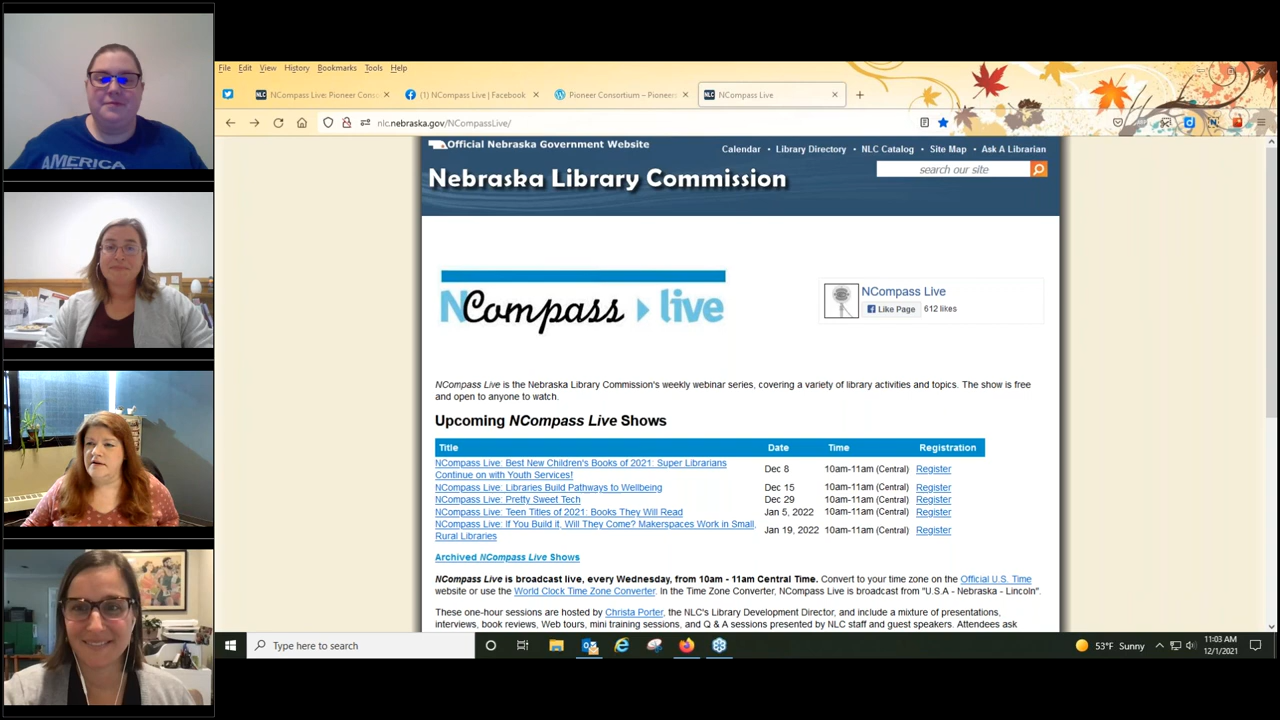 AMERICA
File Edit View History Bookmarks Tools Help
NLC NCompass Live: Pioneer Cons
(1) NCompass Live | Facebook
Pioneer Consortium – Pioneers
NLC NCompass Live
nlc.nebraska.gov/NCompassLive/
Official Nebraska Government Website
Calendar • Library Directory • NLC Catalog • Site Map • Ask A Librarian
Nebraska Library Commission
search our site
NCompass live
NCompass Live
Like Page 612 likes
NCompass Live is the Nebraska Library Commission's weekly webinar series, covering a variety of library activities and topics. The show is free
and open to anyone to watch.
Upcoming NCompass Live Shows
Title Date Time Registration
NCompass Live: Best New Children's Books of 2021: Super Librarians
Continue on with Youth Services! Dec 8 10am-11am (Central) Register
NCompass Live: Libraries Build Pathways to Wellbeing Dec 15 10am-11am (Central) Register
NCompass Live: Pretty Sweet Tech Dec 29 10am-11am (Central) Register
NCompass Live: Teen Titles of 2021: Books They Will Read Jan 5, 2022 10am-11am (Central) Register
NCompass Live: If You Build it, Will They Come? Makerspaces Work in Small,
Rural Libraries Jan 19, 2022 10am-11am (Central) Register
Archived NCompass Live Shows
NCompass Live is broadcast live, every Wednesday, from 10am - 11am Central Time. Convert to your time zone on the Official U.S. Time
website or use the World Clock Time Zone Converter. In the Time Zone Converter, NCompass Live is broadcast from "U.S.A - Nebraska - Lincoln".
These one-hour sessions are hosted by Christa Porter, the NLC's Library Development Director, and include a mixture of presentations,
interviews, book reviews, Web tours, mini training sessions, and Q & A sessions presented by NLC staff and guest speakers. Attendees ask
Type here to search
53°F Sunny
11:03 AM
12/1/2021